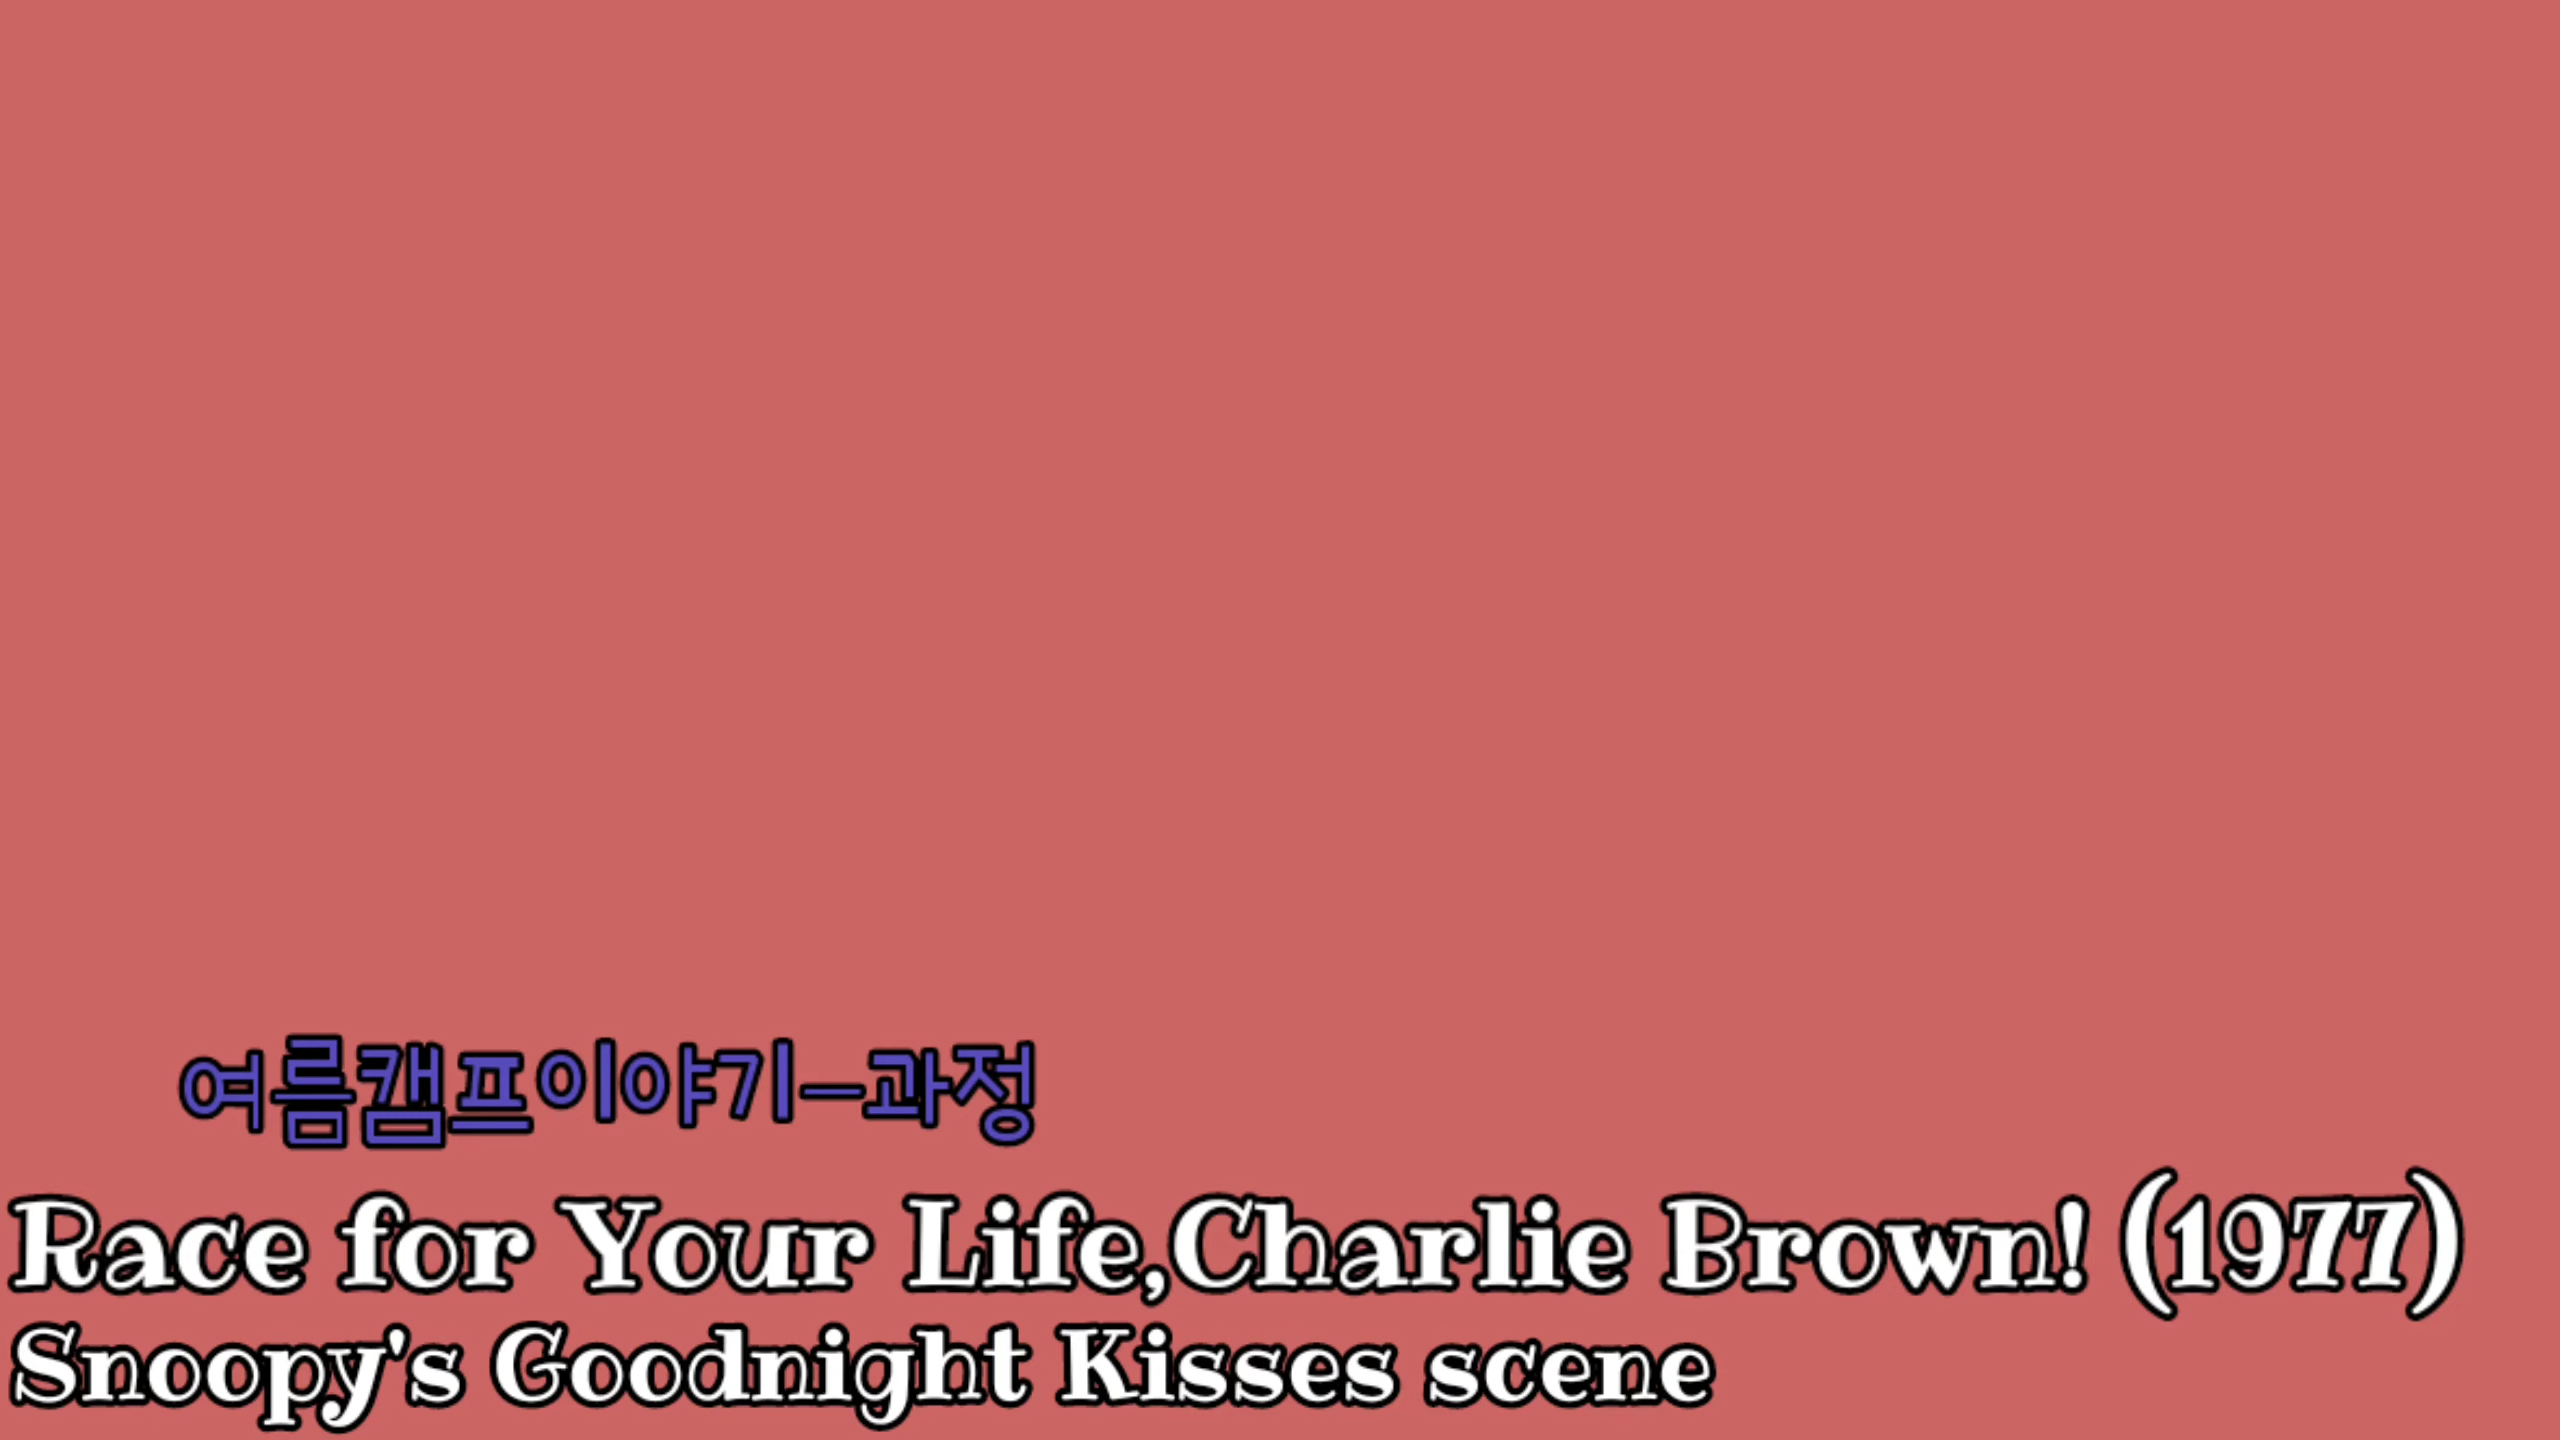 여름캠프이야기-과정
Race for Your Life,Charlie Brown! (1977)
Snoopy's Goodnight Kisses scene